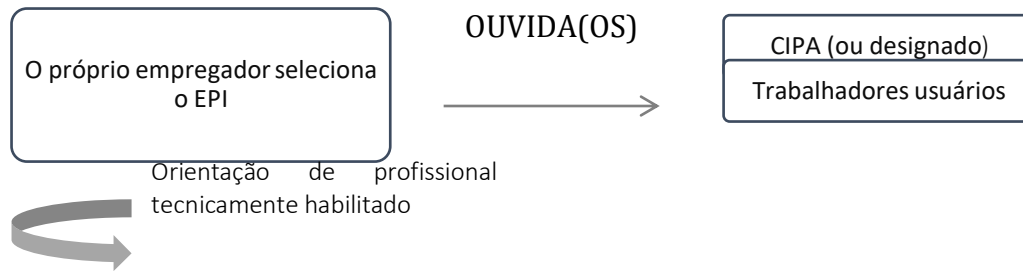 O próprio empregador seleciona
o EPI
OUVIDA(OS)
CIPA (ou designado)
Trabalhadores usuários
Orientação de profissional
tecnicamente habilitado